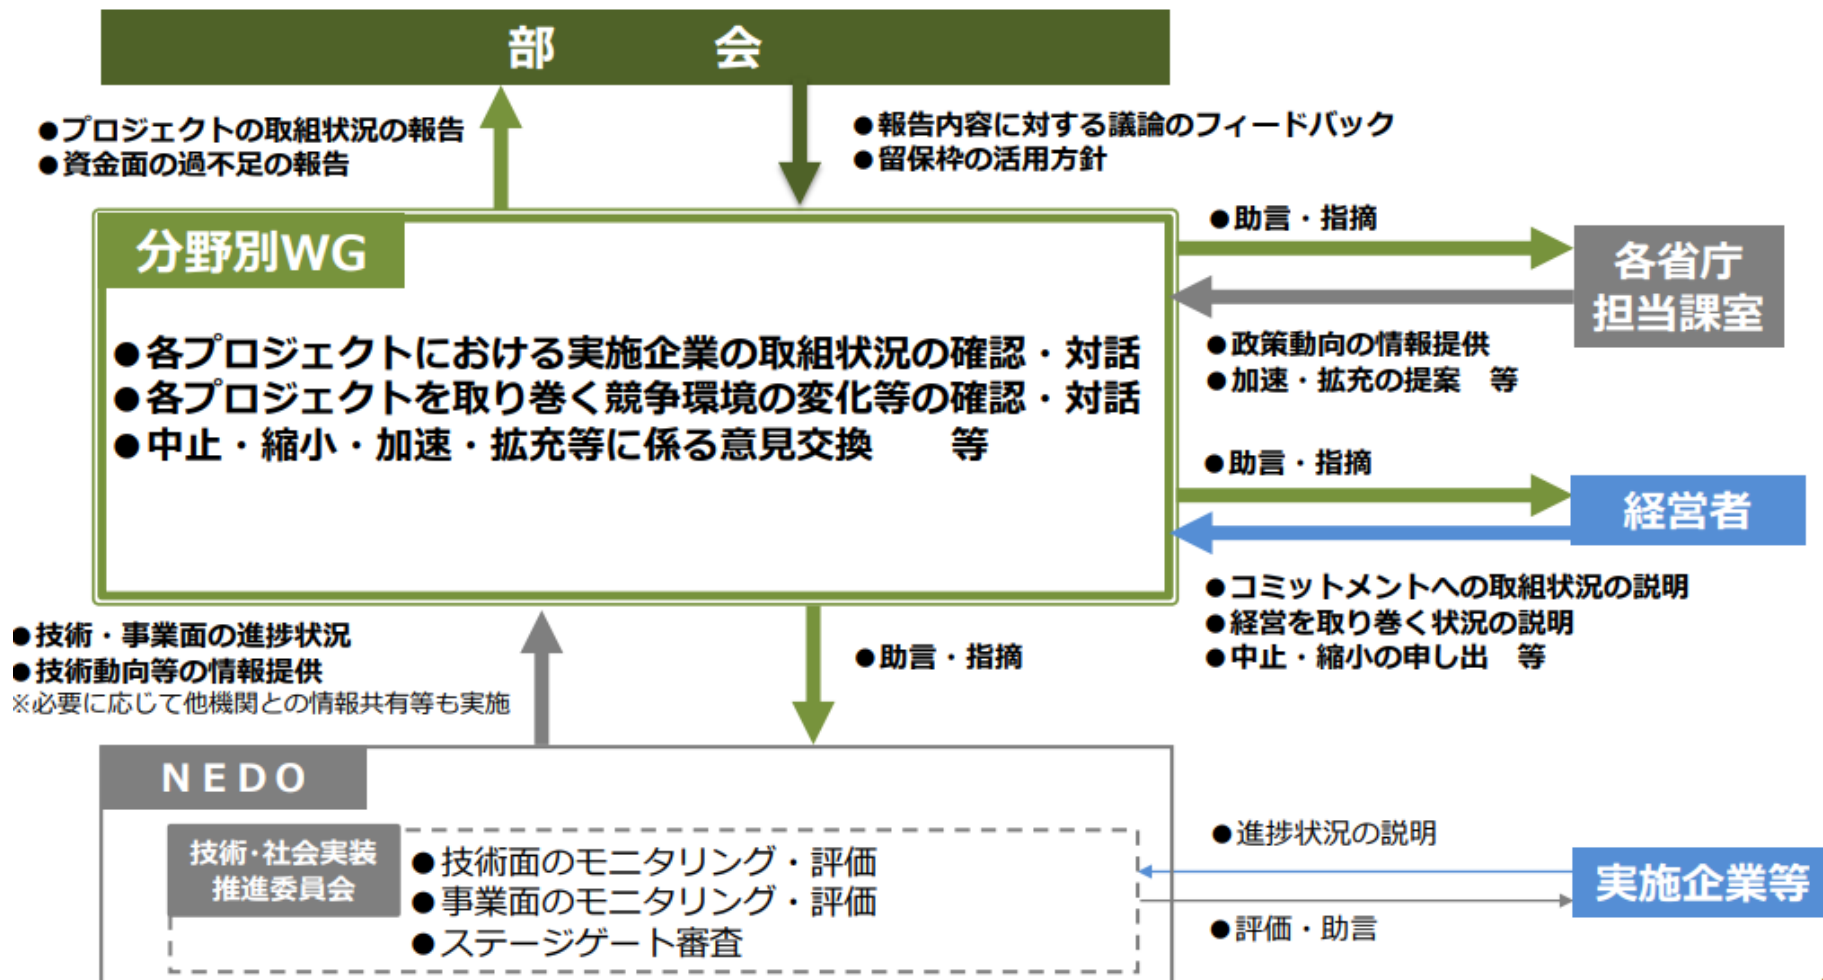 部　会
●プロジェクトの取組状況の報告
●資金面の過不足の報告
●報告内容に対する議論のフィードバック
●留保枠の活用方針
分野別WG
●各プロジェクトにおける実施企業の取組状況の確認・対話
●各プロジェクトを取り巻く競争環境の変化等の確認・対話
●中止・縮小・加速・拡充等に係る意見交換　等
●助言・指摘
各省庁
担当課室
●政策動向の情報提供
●加速・拡充の提案　等
●助言・指摘
経営者
●コミットメントへの取組状況の説明
●経営を取り巻く状況の説明
●中止・縮小の申し出　等
●技術・事業面の進捗状況
●技術動向等の情報提供
※必要に応じて他機関との情報共有等も実施
●助言・指摘
NEDO
技術・社会実装
推進委員会
●技術面のモニタリング・評価
●事業面のモニタリング・評価
●ステージゲート審査
●進捗状況の説明
実施企業等
●評価・助言